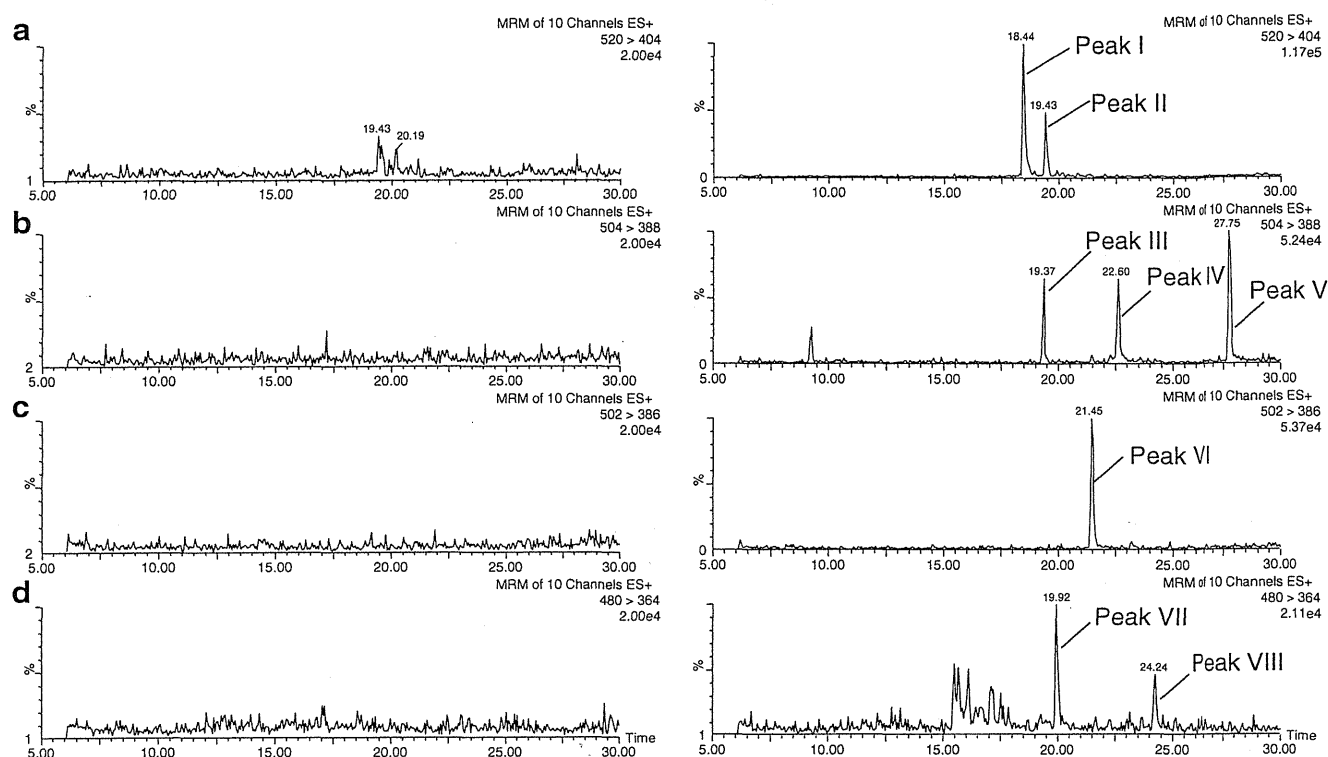 a
MRM of 10 Channels ES+
520 > 404
2.00e4
%
19.43
20.19
1
5.00 10.00 15.00 20.00 25.00 30.00
MRM of 10 Channels ES+
520 > 404
1.17e5
%
18.44
Peak I
19.43
Peak II
0
5.00 10.00 15.00 20.00 25.00 30.00
b
MRM of 10 Channels ES+
504 > 388
2.00e4
%
2
5.00 10.00 15.00 20.00 25.00 30.00
MRM of 10 Channels ES+
504 > 388
5.24e4
%
19.37
Peak III
22.60
Peak IV
27.75
Peak V
0
5.00 10.00 15.00 20.00 25.00 30.00
c
MRM of 10 Channels ES+
502 > 386
2.00e4
%
2
5.00 10.00 15.00 20.00 25.00 30.00
MRM of 10 Channels ES+
502 > 386
5.37e4
%
21.45
Peak VI
0
5.00 10.00 15.00 20.00 25.00 30.00
d
MRM of 10 Channels ES+
480 > 364
2.00e4
%
1
Time
5.00 10.00 15.00 20.00 25.00 30.00
MRM of 10 Channels ES+
480 > 364
2.11e4
%
19.92
Peak VII
24.24
Peak VIII
1
Time
5.00 10.00 15.00 20.00 25.00 30.00